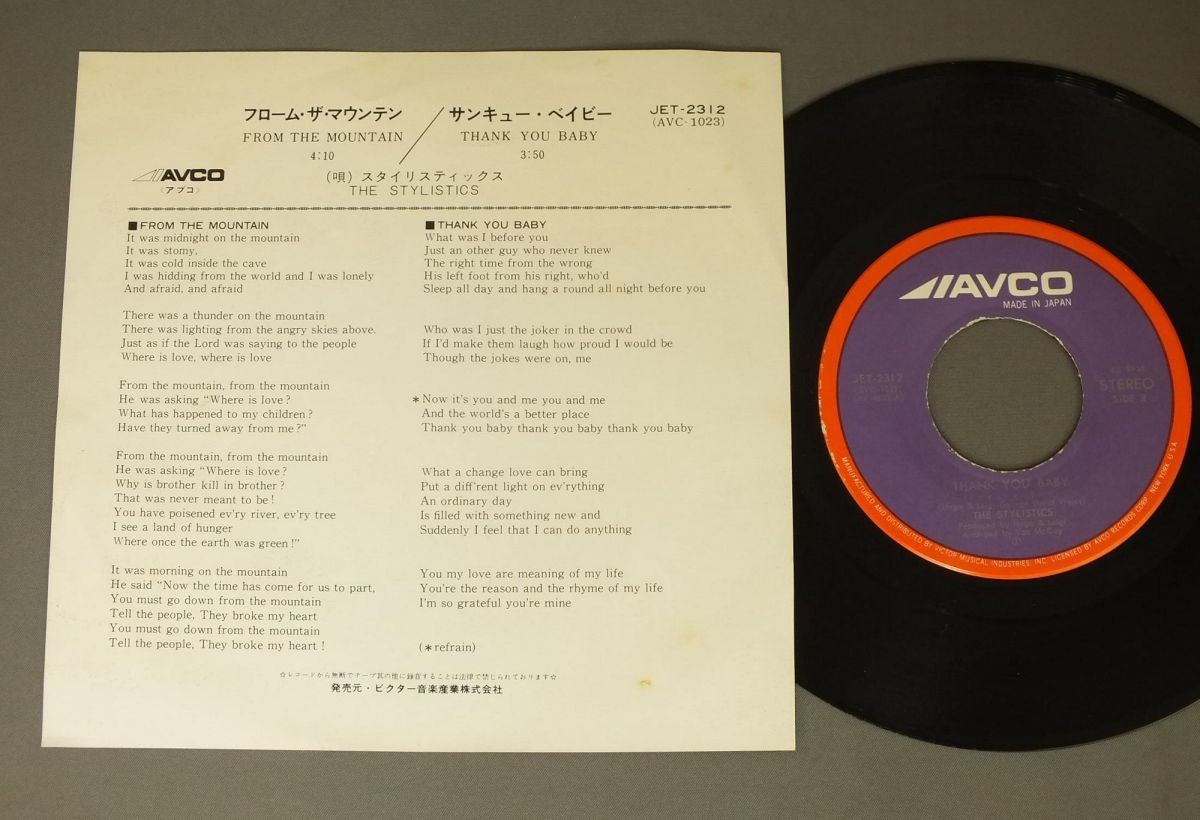 フローム・ザ・マウンテン／サンキュー・ベイビー
FROM THE MOUNTAIN THANK YOU BABY
4:10 3:50
JET-2312
(AVC-1023)
AVCO
〈アブコ〉
(唄) スタイリスティックス
THE STYLISTICS
■FROM THE MOUNTAIN
It was midnight on the mountain
It was stomy,
It was cold inside the cave
I was hidding from the world and I was lonely
And afraid, and afraid
There was a thunder on the mountain
There was lighting from the angry skies above.
Just as if the Lord was saying to the people
Where is love, where is love
From the mountain, from the mountain
He was asking "Where is love?
What has happened to my children?
Have they turned away from me?"
From the mountain, from the mountain
He was asking "Where is love?
Why is brother kill in brother?
That was never meant to be!
You have poisened ev'ry river, ev'ry tree
I see a land of hunger
Where once the earth was green!"
It was morning on the mountain
He said "Now the time has come for us to part,
You must go down from the mountain
Tell the people, They broke my heart
You must go down from the mountain
Tell the people, They broke my heart!
■THANK YOU BABY
What was I before you
Just an other guy who never knew
The right time from the wrong
His left foot from his right, who'd
Sleep all day and hang a round all night before you
Who was I just the joker in the crowd
If I'd make them laugh how proud I would be
Though the jokes were on, me
*Now it's you and me you and me
And the world's a better place
Thank you baby thank you baby thank you baby
What a change love can bring
Put a diff'rent light on ev'rything
An ordinary day
Is filled with something new and
Suddenly I feel that I can do anything
You my love are meaning of my life
You're the reason and the rhyme of my life
I'm so grateful you're mine
(*refrain)
☆レコードから無断でテープ其の他に録音することは法律で禁じられております☆
発売元・ビクター音楽産業株式会社
AVCO
MADE IN JAPAN
JET-2312
45 RPM
STEREO
THANK YOU BABY
THE STYLISTICS
Arranged by Van McCoy
MANUFACTURED AND DISTRIBUTED BY VICTOR MUSICAL INDUSTRIES, INC. LICENSED BY AVCO RECORDS CORP. NEW YORK, U.S.A.